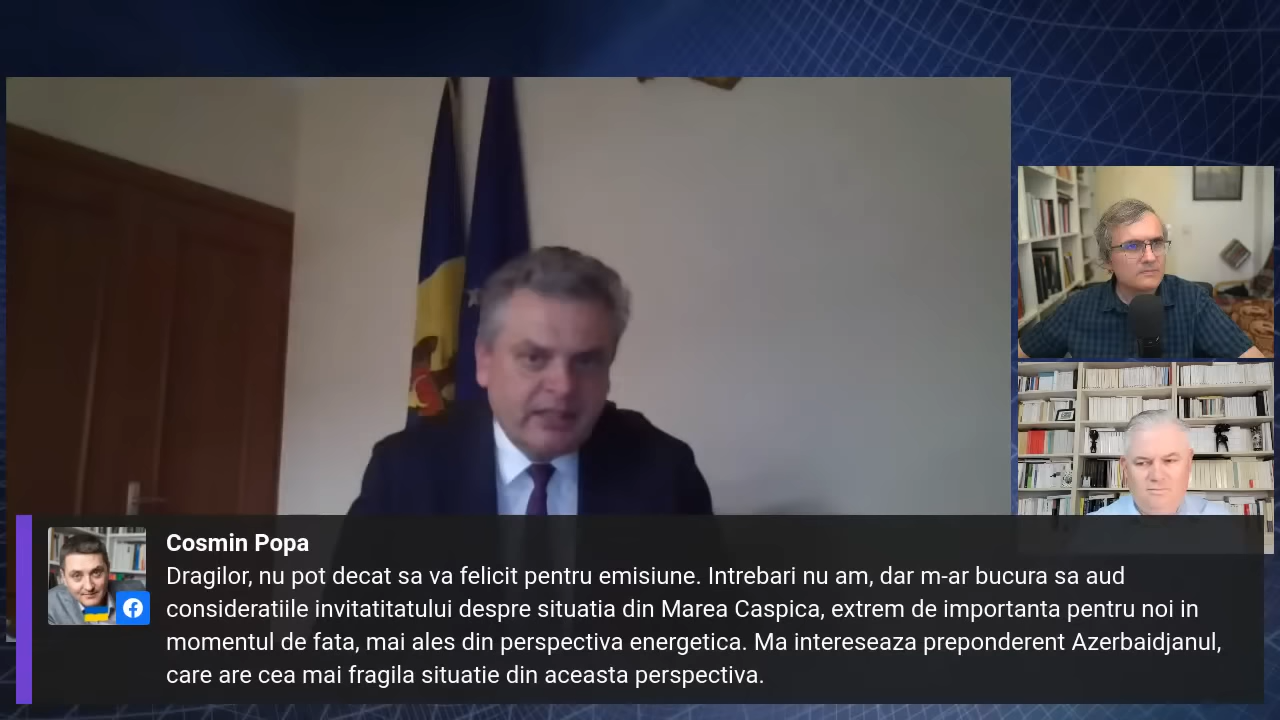 Cosmin Popa
Dragilor, nu pot decat sa va felicit pentru emisiune. Intrebari nu am, dar m-ar bucura sa aud
consideratiile invitatitatului despre situatia din Marea Caspica, extrem de importanta pentru noi in
momentul de fata, mai ales din perspectiva energetica. Ma intereseaza preponderent Azerbaidjanul,
care are cea mai fragila situatie din aceasta perspectiva.